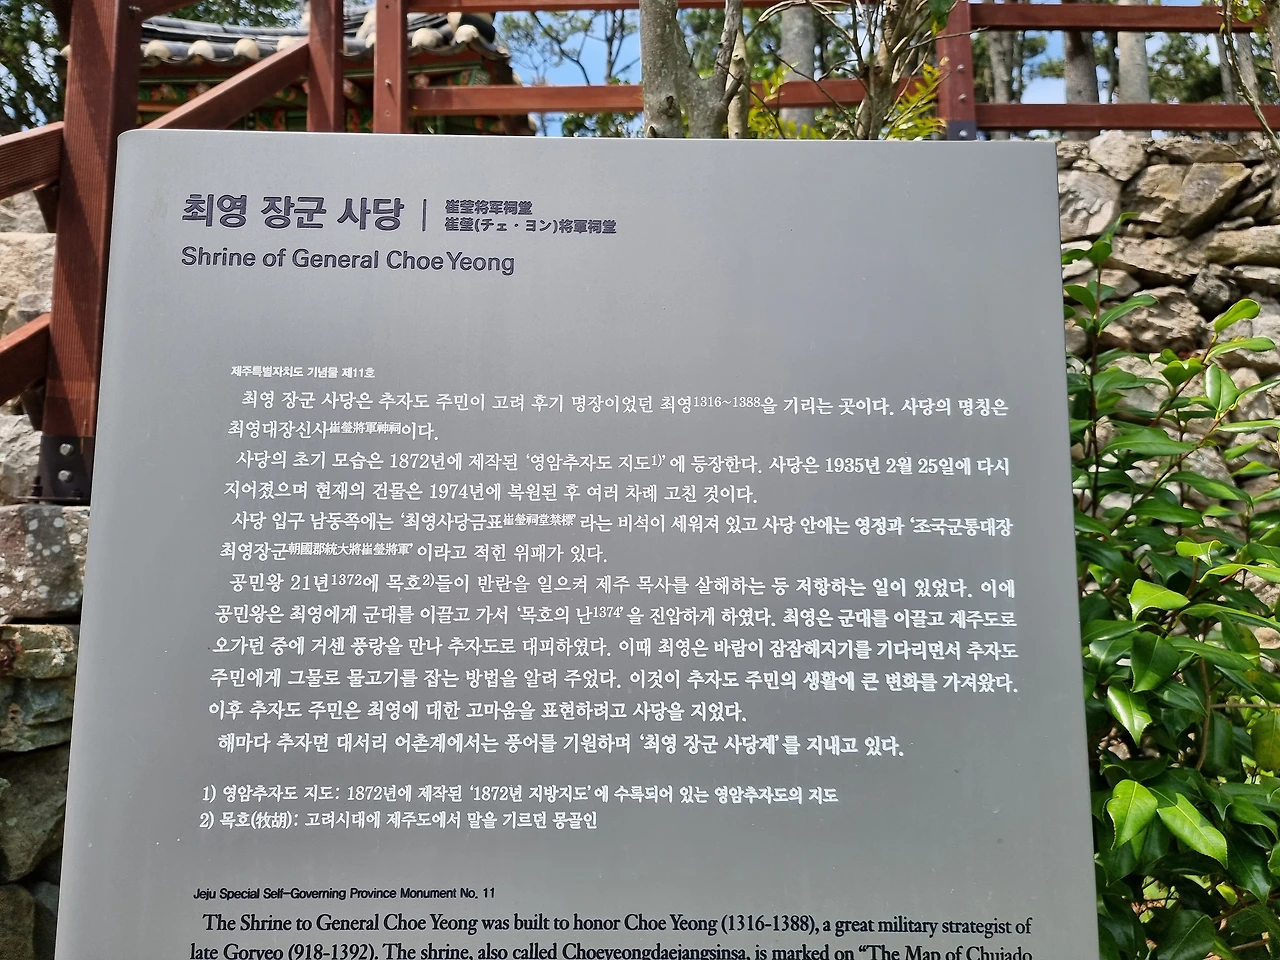 최영 장군 사당
崔莹将军祠堂
崔瑩(チェ・ヨン)将軍祠堂
Shrine of General Choe Yeong
제주특별자치도 기념물 제11호
최영 장군 사당은 추자도 주민이 고려 후기 명장이었던 최영1316~1388을 기리는 곳이다. 사당의 명칭은
최영대장신사崔瑩將軍神祠이다.
사당의 초기 모습은 1872년에 제작된 ‘영암추자도 지도1)’에 등장한다. 사당은 1935년 2월 25일에 다시
지어졌으며 현재의 건물은 1974년에 복원된 후 여러 차례 고친 것이다.
사당 입구 남동쪽에는 ‘최영사당금표崔瑩祠堂禁標’라는 비석이 세워져 있고 사당 안에는 영정과 ‘조국군통대장
최영장군朝國郡統大將崔瑩將軍’이라고 적힌 위패가 있다.
공민왕 21년1372에 목호2)들이 반란을 일으켜 제주 목사를 살해하는 등 저항하는 일이 있었다. 이에
공민왕은 최영에게 군대를 이끌고 가서 ‘목호의 난1374’을 진압하게 하였다. 최영은 군대를 이끌고 제주도로
오가던 중에 거센 풍랑을 만나 추자도로 대피하였다. 이때 최영은 바람이 잠잠해지기를 기다리면서 추자도
주민에게 그물로 물고기를 잡는 방법을 알려 주었다. 이것이 추자도 주민의 생활에 큰 변화를 가져왔다.
이후 추자도 주민은 최영에 대한 고마움을 표현하려고 사당을 지었다.
해마다 추자면 대서리 어촌계에서는 풍어를 기원하며 ‘최영 장군 사당제’를 지내고 있다.
1) 영암추자도 지도: 1872년에 제작된 ‘1872년 지방지도’에 수록되어 있는 영암추자도의 지도
2) 목호(牧胡): 고려시대에 제주도에서 말을 기르던 몽골인
Jeju Special Self-Governing Province Monument No. 11
The Shrine to General Choe Yeong was built to honor Choe Yeong (1316-1388), a great military strategist of
late Goryeo (918-1392). The shrine, also called Choeyeongdaejangsinsa, is marked on “The Map of Chujado